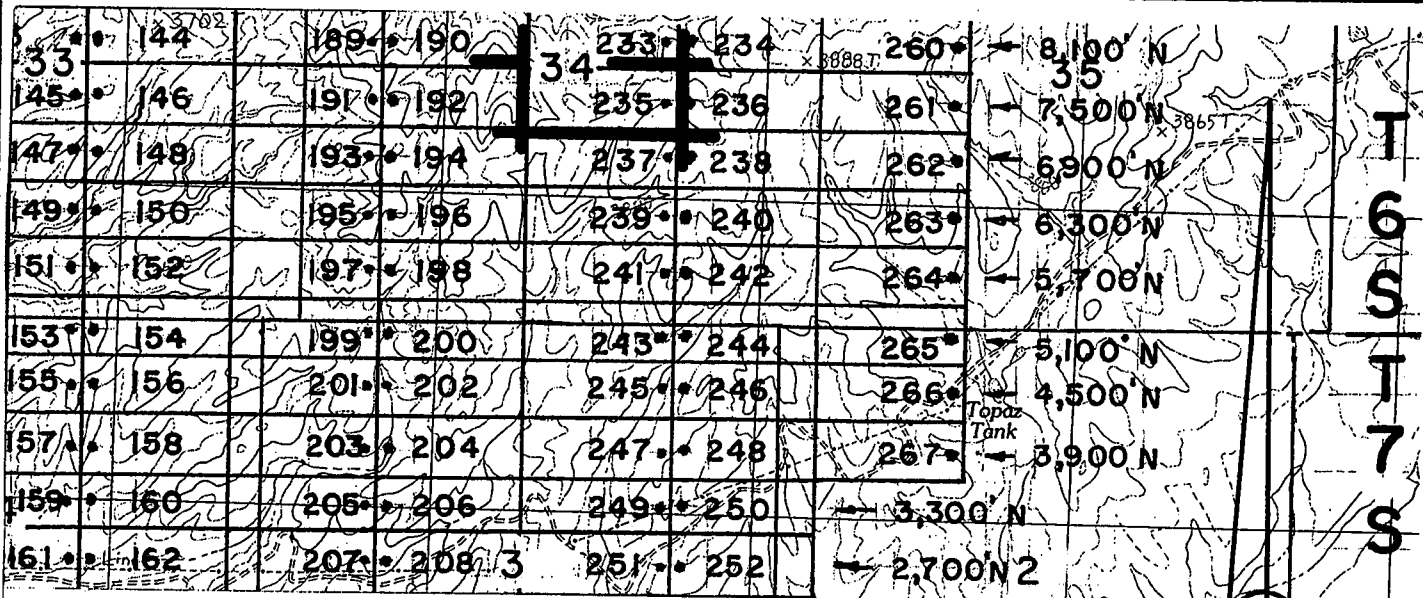 × 3702
144 189 190 233 234 260 8,100' N
33 34 × 3888 T 35
145 146 191 192 235 236 261 7,500' N
× 3865 T
147 148 193 194 237 238 262 6,900' N
149 150 195 196 239 240 263 6,300' N
151 152 197 198 241 242 264 5,700' N
153 154 199 200 243 244 265 5,100' N
155 156 201 202 245 246 266 4,500' N
Topaz
Tank
157 158 203 204 247 248 267 3,900' N
159 160 205 206 249 250 3,300' N
161 162 207 208 3 251 252 2,700' N 2
T
6
S
T
7
S